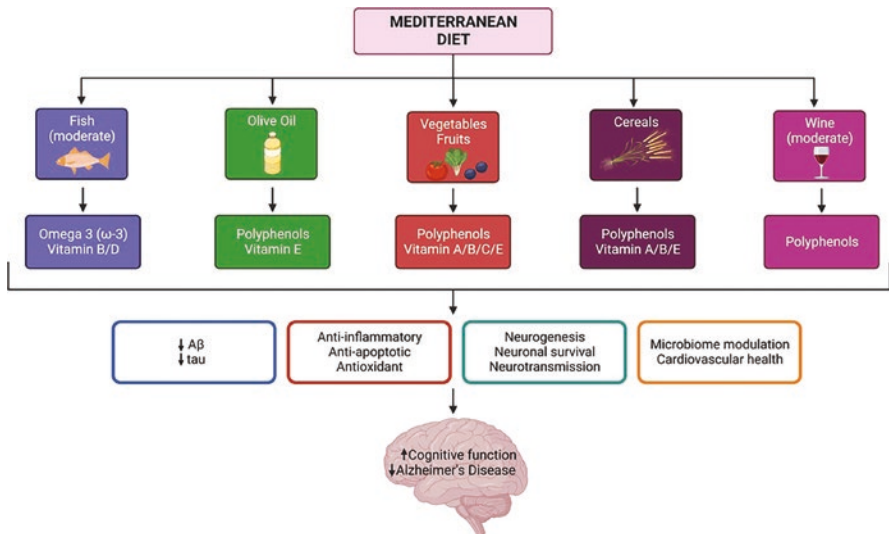 MEDITERRANEAN
DIET
Fish
(moderate)
Olive Oil
Vegetables
Fruits
Cereals
Wine
(moderate)
Omega 3 (ω-3)
Vitamin B/D
Polyphenols
Vitamin E
Polyphenols
Vitamin A/B/C/E
Polyphenols
Vitamin A/B/E
Polyphenols
↓ Aβ
↓ tau
Anti-inflammatory
Anti-apoptotic
Antioxidant
Neurogenesis
Neuronal survival
Neurotransmission
Microbiome modulation
Cardiovascular health
↑Cognitive function
↓Alzheimer's Disease